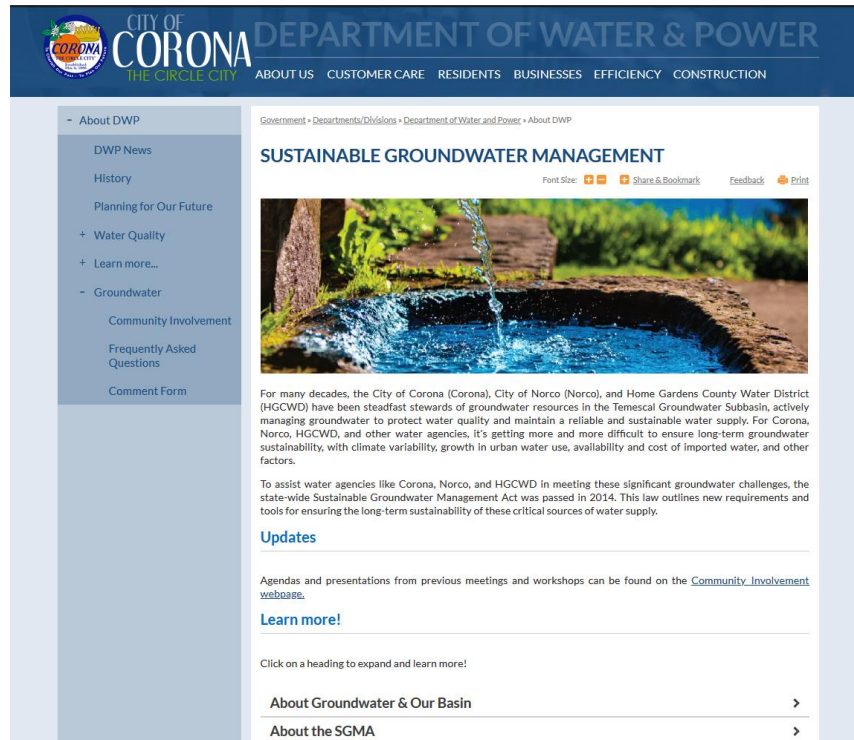 CITY OF
CORONA
THE CIRCLE CITY
CORONA
THE CIRCLE CITY
DEPARTMENT OF WATER & POWER
ABOUT US CUSTOMER CARE RESIDENTS BUSINESSES EFFICIENCY CONSTRUCTION
- About DWP
DWP News
History
Planning for Our Future
+ Water Quality
+ Learn more...
- Groundwater
Community Involvement
Frequently Asked
Questions
Comment Form
Government » Departments/Divisions » Department of Water and Power » About DWP
SUSTAINABLE GROUNDWATER MANAGEMENT
Font Size: + - + Share & Bookmark Feedback Print
For many decades, the City of Corona (Corona), City of Norco (Norco), and Home Gardens County Water District
(HGCWD) have been steadfast stewards of groundwater resources in the Temescal Groundwater Subbasin, actively
managing groundwater to protect water quality and maintain a reliable and sustainable water supply. For Corona,
Norco, HGCWD, and other water agencies, it's getting more and more difficult to ensure long-term groundwater
sustainability, with climate variability, growth in urban water use, availability and cost of imported water, and other
factors.
To assist water agencies like Corona, Norco, and HGCWD in meeting these significant groundwater challenges, the
state-wide Sustainable Groundwater Management Act was passed in 2014. This law outlines new requirements and
tools for ensuring the long-term sustainability of these critical sources of water supply.
Updates
Agendas and presentations from previous meetings and workshops can be found on the Community Involvement
webpage.
Learn more!
Click on a heading to expand and learn more!
About Groundwater & Our Basin
About the SGMA